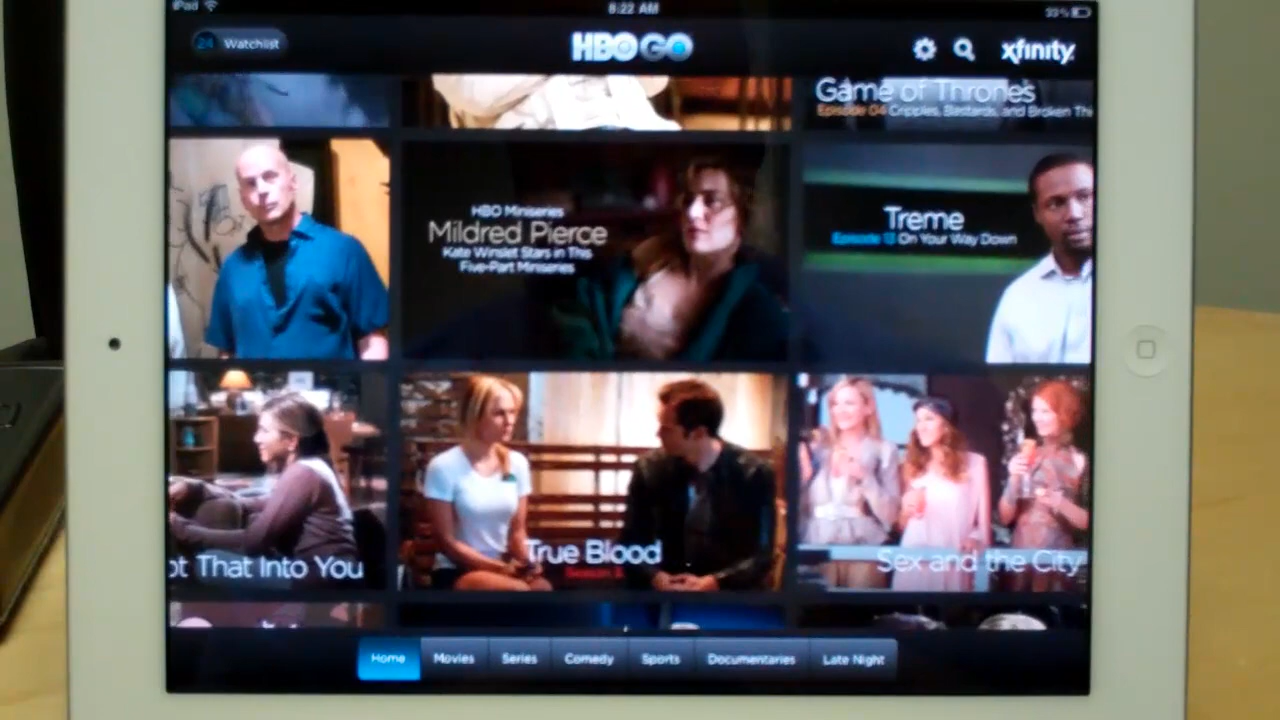 iPad 8:22 AM 33%
24 Watchlist HBO GO xfinity
Game of Thrones
Episode 04 Cripples, Bastards, and Broken Thi
HBO Miniseries
Mildred Pierce
Kate Winslet Stars in This
Five-Part Miniseries
Treme
Episode 13 On Your Way Down
ot That Into You
True Blood
Sex and the City
Home Movies Series Comedy Sports Documentaries Late Night